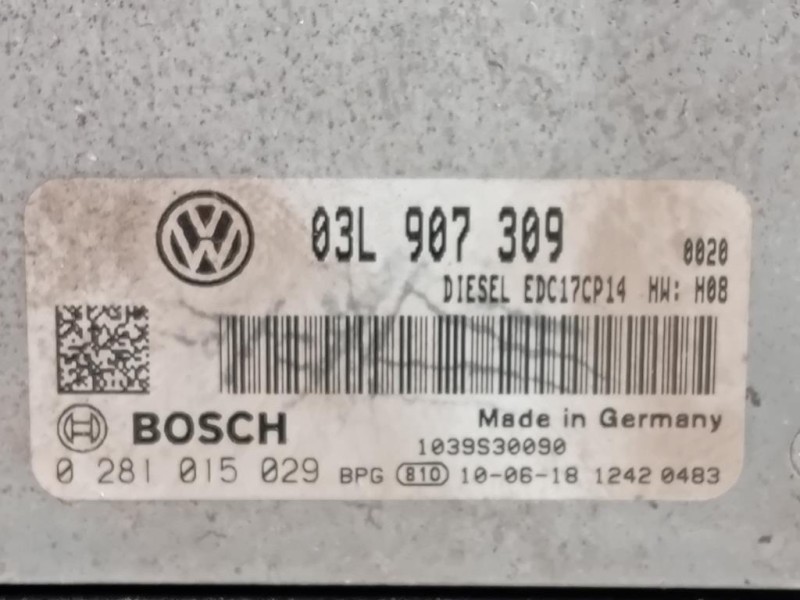 03L 907 309 0020
DIESEL EDC17CP14 HW: H08
BOSCH Made in Germany
1039S30090
0 281 015 029 BPG 810 10-06-18 1242 0483